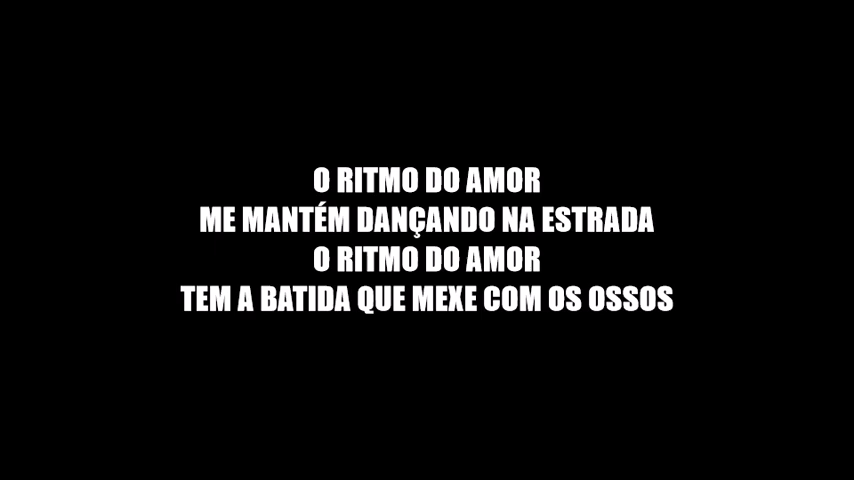 O RITMO DO AMOR
ME MANTÉM DANÇANDO NA ESTRADA
O RITMO DO AMOR
TEM A BATIDA QUE MEXE COM OS OSSOS